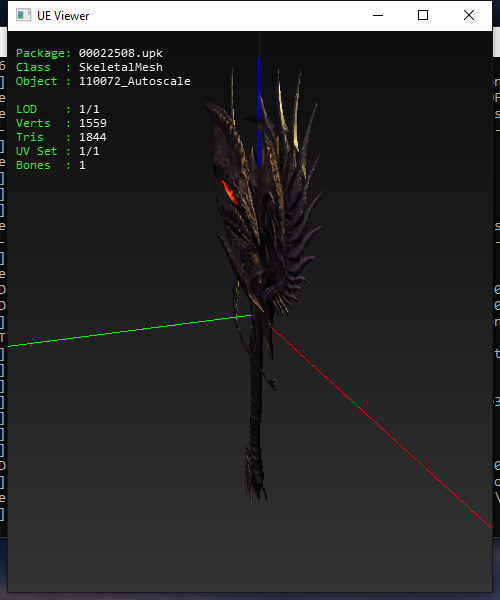 UE Viewer
Package: 00022508.upk
Class : SkeletalMesh
Object : 110072_Autoscale
LOD : 1/1
Verts : 1559
Tris : 1844
UV Set : 1/1
Bones : 1